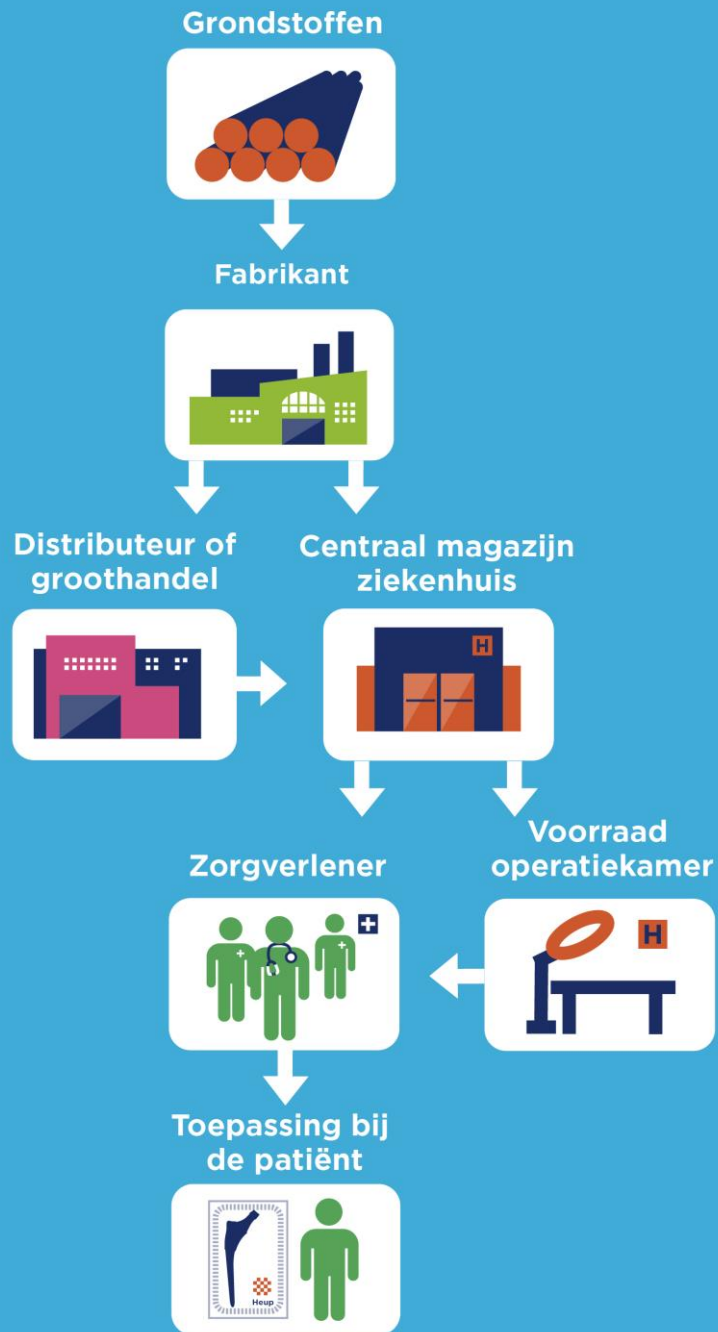 Grondstoffen
Fabrikant
Distributeur of
groothandel
Centraal magazijn
ziekenhuis
H
Zorgverlener
Voorraad
operatiekamer
H
Toepassing bij
de patiënt
Heup